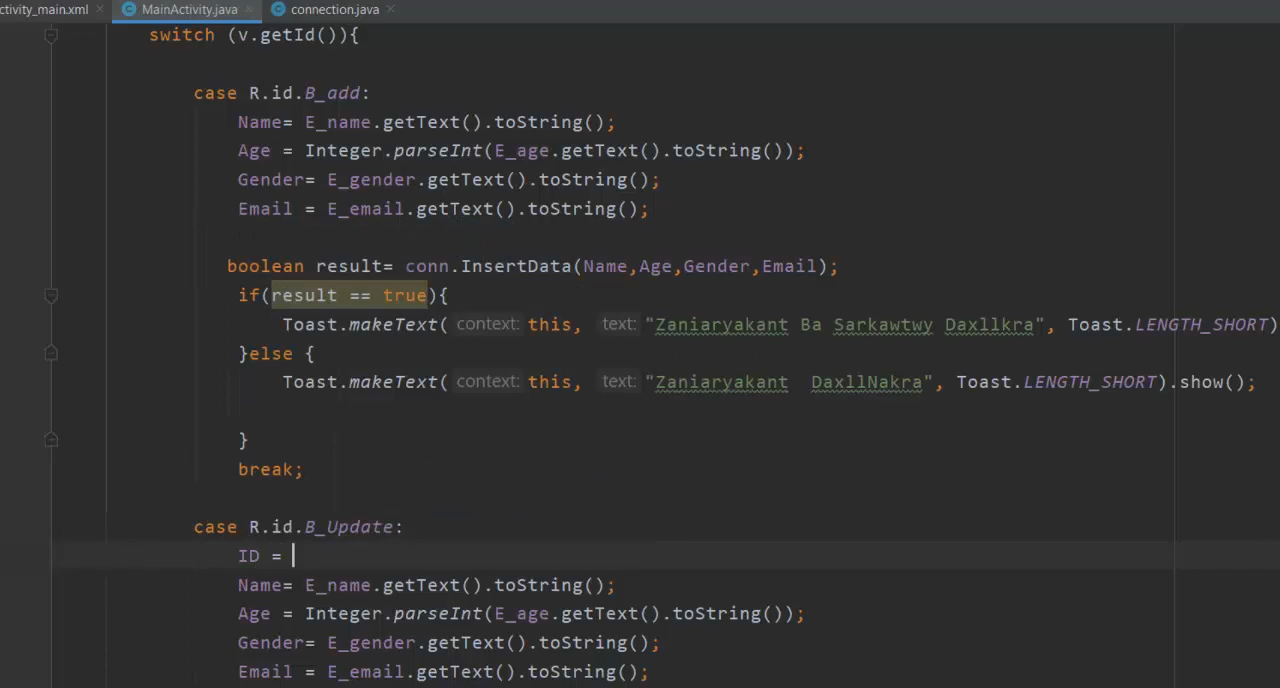 ctivity_main.xml MainActivity.java connection.java
switch (v.getId()){
case R.id.B_add:
Name= E_name.getText().toString();
Age = Integer.parseInt(E_age.getText().toString());
Gender= E_gender.getText().toString();
Email = E_email.getText().toString();
boolean result= conn.InsertData(Name,Age,Gender,Email);
if(result == true){
Toast.makeText( context: this, text: "Zaniaryakant Ba Sarkawtwy Daxllkra", Toast.LENGTH_SHORT)
}else {
Toast.makeText( context: this, text: "Zaniaryakant  DaxllNakra", Toast.LENGTH_SHORT).show();
}
break;
case R.id.B_Update:
ID =
Name= E_name.getText().toString();
Age = Integer.parseInt(E_age.getText().toString());
Gender= E_gender.getText().toString();
Email = E_email.getText().toString();